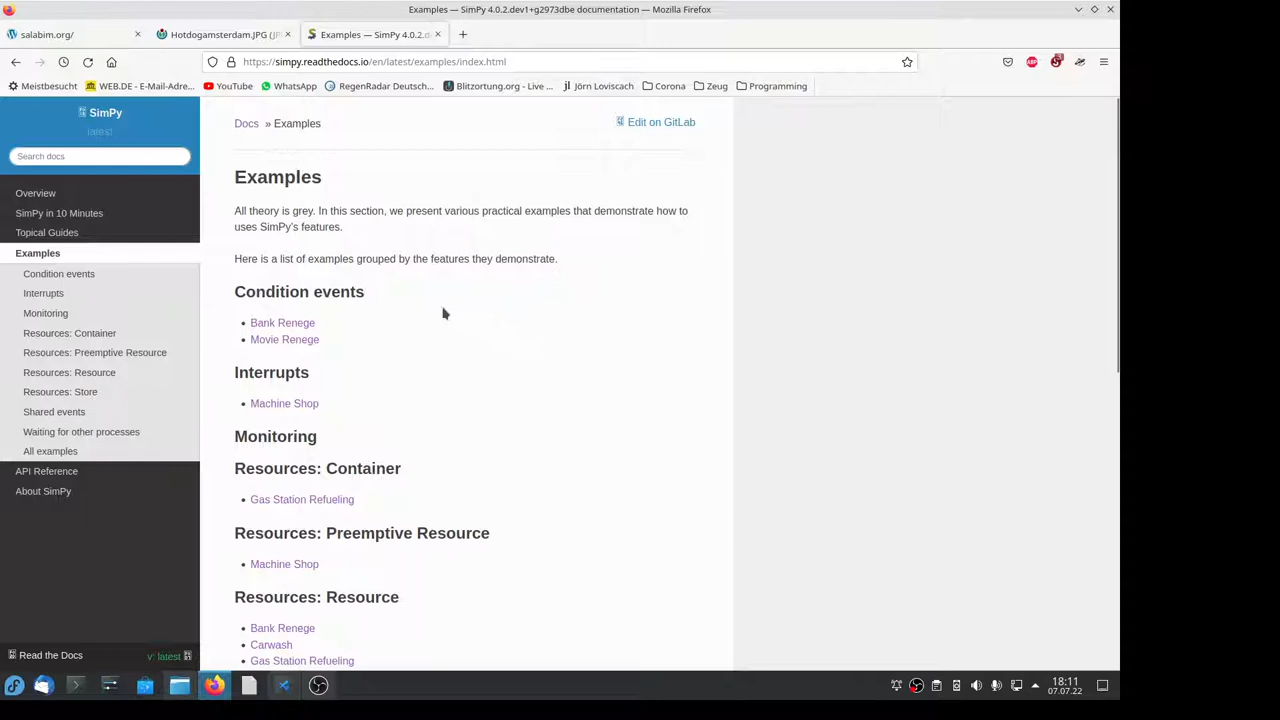 Examples — SimPy 4.0.2.dev1+g2973dbe documentation — Mozilla Firefox
salabim.org/
Hotdogamsterdam.JPG (JP
Examples — SimPy 4.0.2.d
https://simpy.readthedocs.io/en/latest/examples/index.html
Meistbesucht
WEB.DE - E-Mail-Adre...
YouTube
WhatsApp
RegenRadar Deutsch...
Blitzortung.org - Live ...
Jörn Loviscach
Corona
Zeug
Programming
SimPy
latest
Search docs
Overview
SimPy in 10 Minutes
Topical Guides
Examples
Condition events
Interrupts
Monitoring
Resources: Container
Resources: Preemptive Resource
Resources: Resource
Resources: Store
Shared events
Waiting for other processes
All examples
API Reference
About SimPy
Read the Docs
v: latest
Docs » Examples
Edit on GitLab
Examples
All theory is grey. In this section, we present various practical examples that demonstrate how to
uses SimPy's features.
Here is a list of examples grouped by the features they demonstrate.
Condition events
• Bank Renege
• Movie Renege
Interrupts
• Machine Shop
Monitoring
Resources: Container
• Gas Station Refueling
Resources: Preemptive Resource
• Machine Shop
Resources: Resource
• Bank Renege
• Carwash
• Gas Station Refueling
18:11
07.07.22